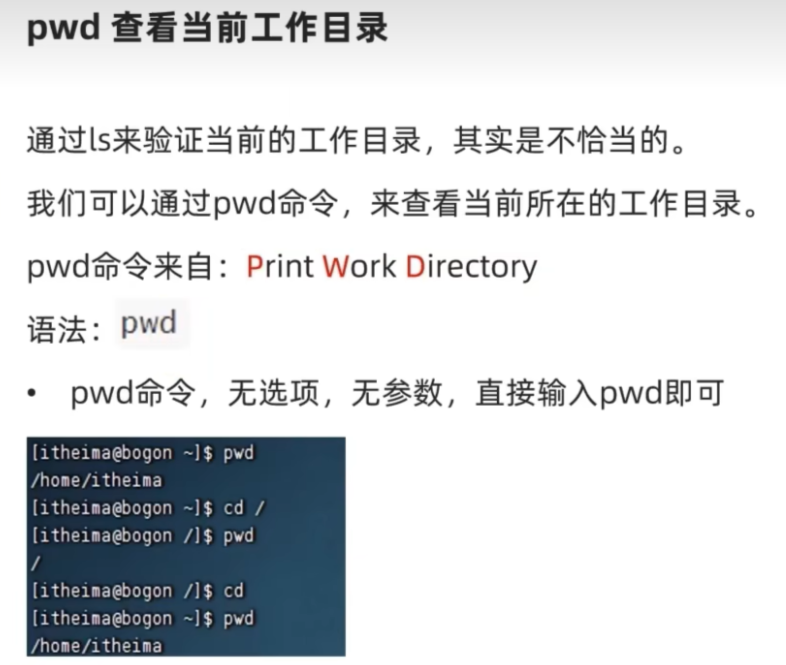 pwd 查看当前工作目录
通过ls来验证当前的工作目录，其实是不恰当的。
我们可以通过pwd命令，来查看当前所在的工作目录。
pwd命令来自：Print Work Directory
语法：pwd
• pwd命令，无选项，无参数，直接输入pwd即可
[itheima@bogon ~]$ pwd
/home/itheima
[itheima@bogon ~]$ cd /
[itheima@bogon /]$ pwd
/
[itheima@bogon /]$ cd
[itheima@bogon ~]$ pwd
/home/itheima